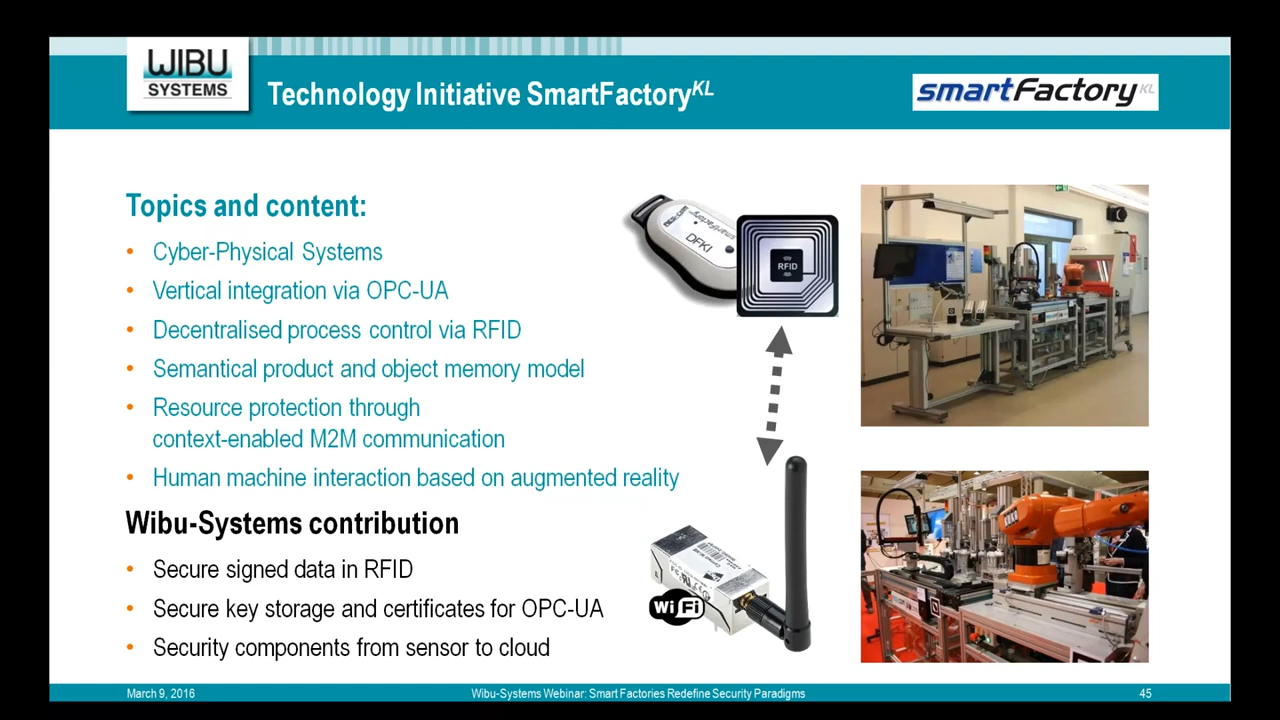 WIBU
SYSTEMS
Technology Initiative SmartFactoryKL
smartFactory KL
Topics and content:
• Cyber-Physical Systems
• Vertical integration via OPC-UA
• Decentralised process control via RFID
• Semantical product and object memory model
• Resource protection through
context-enabled M2M communication
• Human machine interaction based on augmented reality
Wibu-Systems contribution
• Secure signed data in RFID
• Secure key storage and certificates for OPC-UA
• Security components from sensor to cloud
smartFactory
DFKI
RFID
WiFi
March 9, 2016
Wibu-Systems Webinar: Smart Factories Redefine Security Paradigms
45